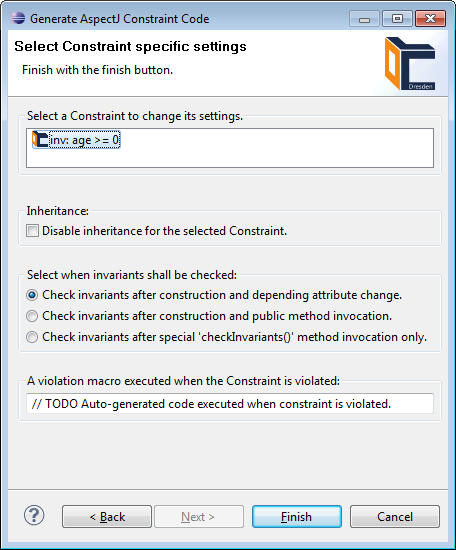 Generate AspectJ Constraint Code
Select Constraint specific settings
Finish with the finish button.
Dresden
Select a Constraint to change its settings.
inv: age >= 0
Inheritance:
Disable inheritance for the selected Constraint.
Select when invariants shall be checked:
Check invariants after construction and depending attribute change.
Check invariants after construction and public method invocation.
Check invariants after special 'checkInvariants()' method invocation only.
A violation macro executed when the Constraint is violated:
// TODO Auto-generated code executed when constraint is violated.
? < Back Next > Finish Cancel